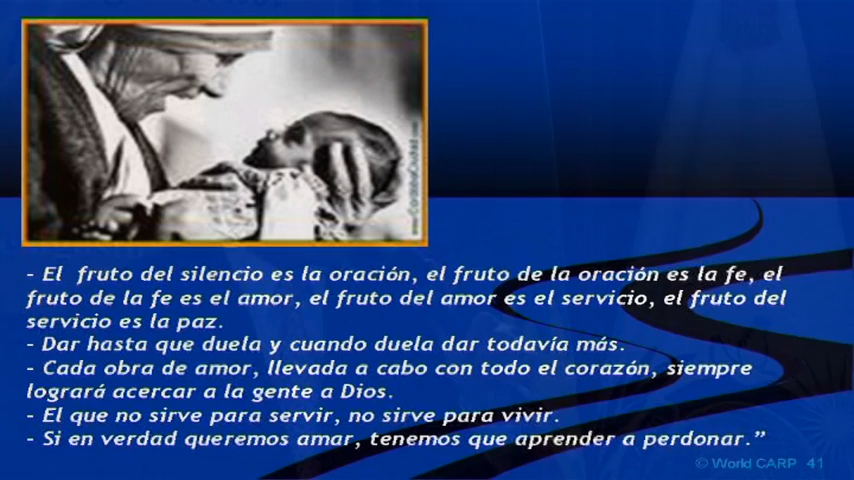 - El fruto del silencio es la oración, el fruto de la oración es la fe, el
fruto de la fe es el amor, el fruto del amor es el servicio, el fruto del
servicio es la paz.
- Dar hasta que duela y cuando duela dar todavía más.
- Cada obra de amor, llevada a cabo con todo el corazón, siempre
logrará acercar a la gente a Dios.
- El que no sirve para servir, no sirve para vivir.
- Si en verdad queremos amar, tenemos que aprender a perdonar.”
© World CARP 41